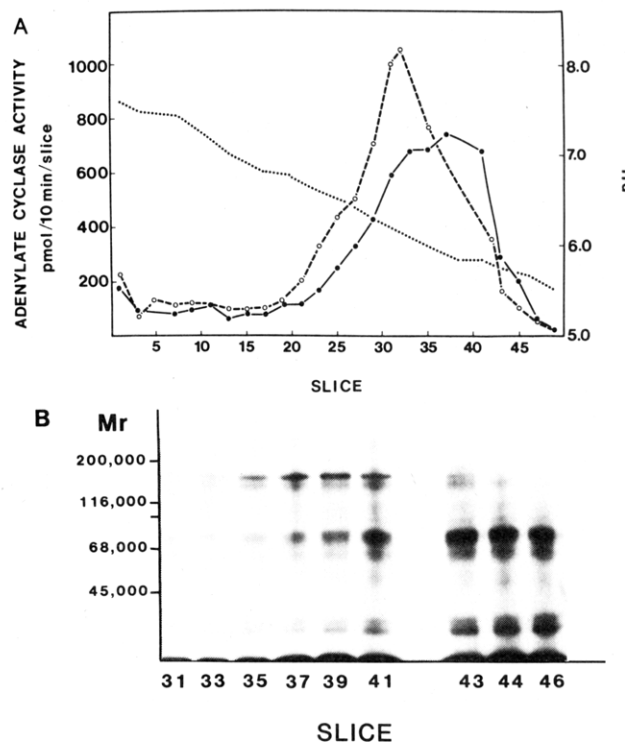 A
ADENYLATE CYCLASE ACTIVITY
pmol/10 min/slice
1000
800
600
400
200
8.0
7.0
6.0
5.0
5 10 15 20 25 30 35 40 45
SLICE
B
Mr
200,000
116,000
68,000
45,000
31 33 35 37 39 41 43 44 46
SLICE